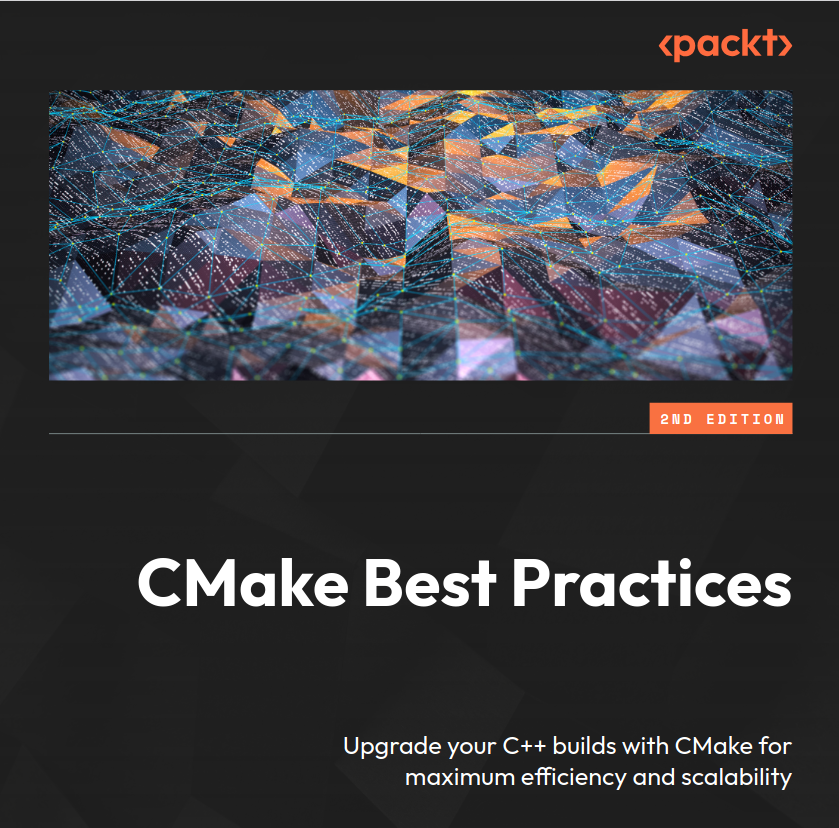 <packt>
2ND EDITION
CMake Best Practices
Upgrade your C++ builds with CMake for
maximum efficiency and scalability